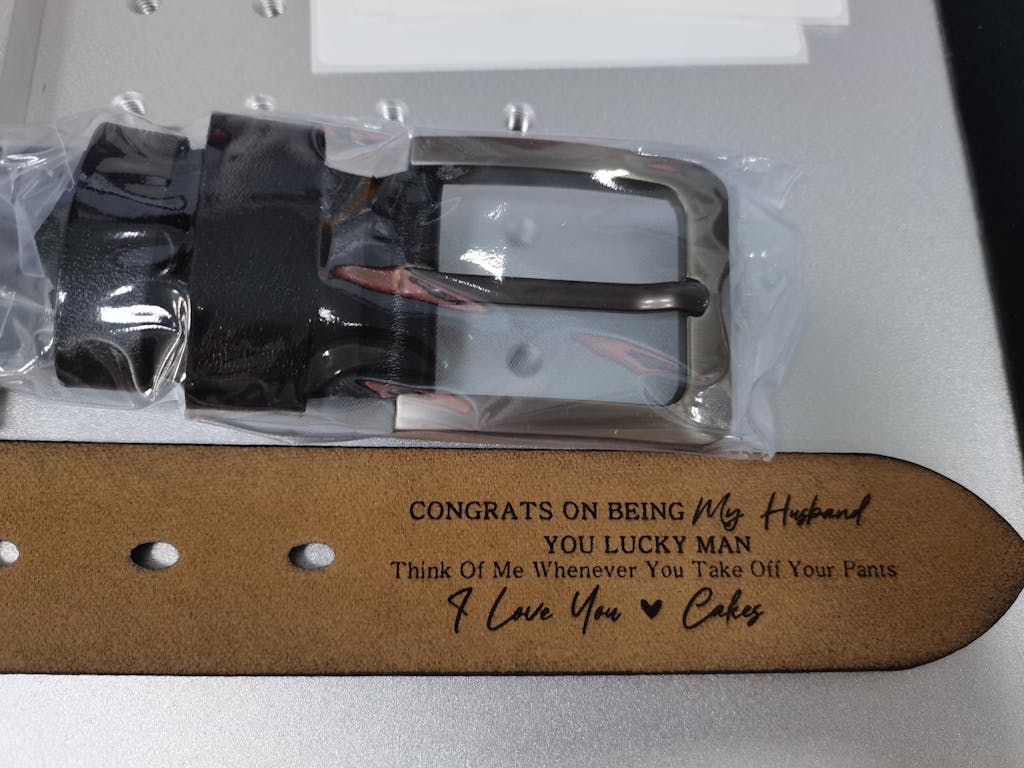 CONGRATS ON BEING My Husband
YOU LUCKY MAN
Think Of Me Whenever You Take Off Your Pants
I Love You ♥ Cakes